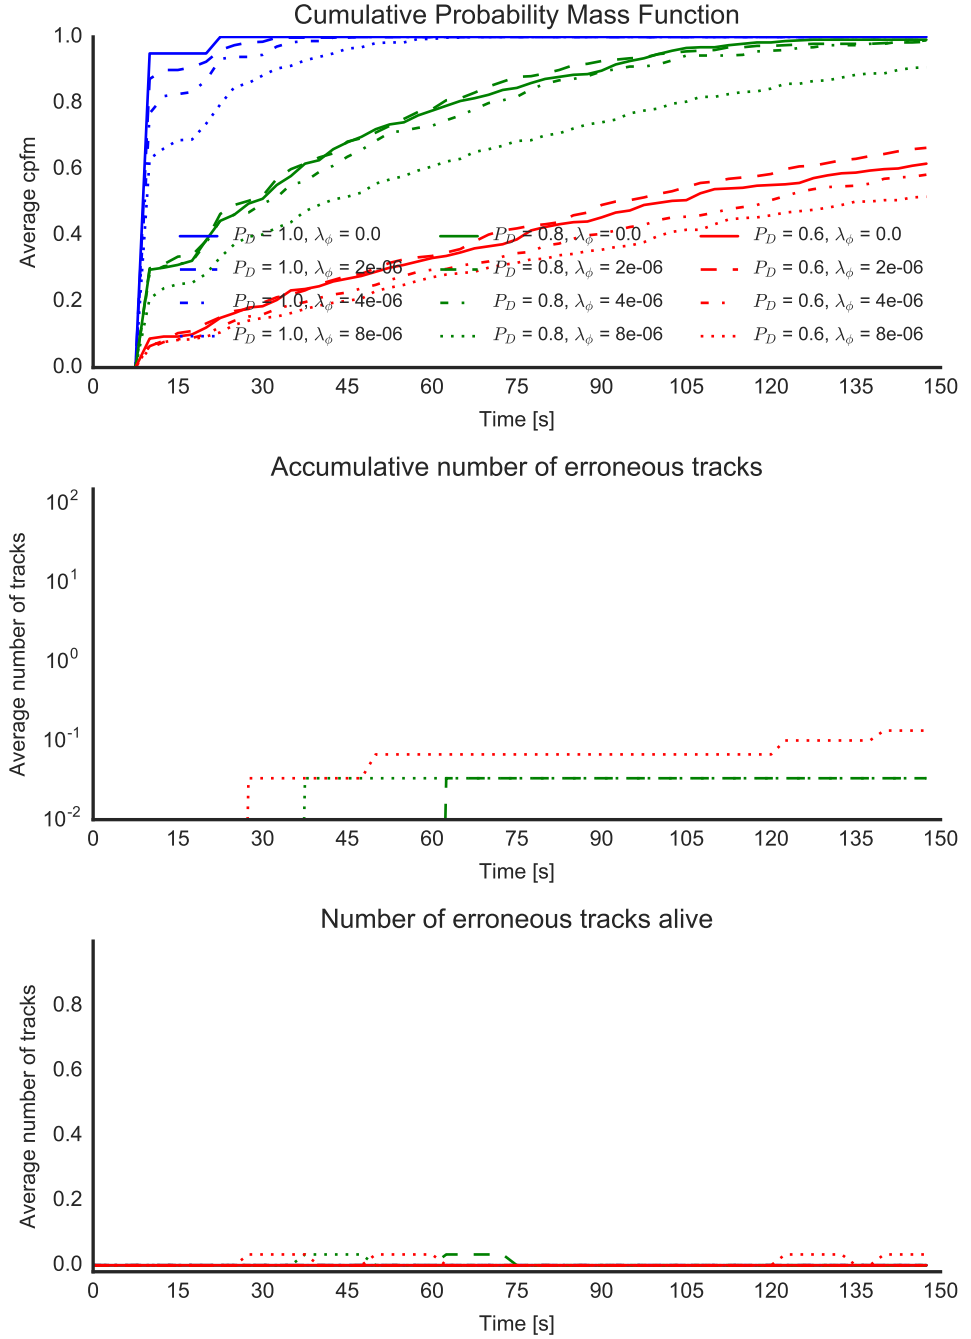 Cumulative Probability Mass Function
1.0
0.8
0.6
0.4
0.2
0.0
Average cpfm
P_D = 1.0, λ_ϕ = 0.0
P_D = 1.0, λ_ϕ = 2e-06
P_D = 1.0, λ_ϕ = 4e-06
P_D = 1.0, λ_ϕ = 8e-06
P_D = 0.8, λ_ϕ = 0.0
P_D = 0.8, λ_ϕ = 2e-06
P_D = 0.8, λ_ϕ = 4e-06
P_D = 0.8, λ_ϕ = 8e-06
P_D = 0.6, λ_ϕ = 0.0
P_D = 0.6, λ_ϕ = 2e-06
P_D = 0.6, λ_ϕ = 4e-06
P_D = 0.6, λ_ϕ = 8e-06
0 15 30 45 60 75 90 105 120 135 150
Time [s]
Accumulative number of erroneous tracks
10^2
10^1
10^0
10^-1
10^-2
Average number of tracks
0 15 30 45 60 75 90 105 120 135 150
Time [s]
Number of erroneous tracks alive
0.8
0.6
0.4
0.2
0.0
Average number of tracks
0 15 30 45 60 75 90 105 120 135 150
Time [s]